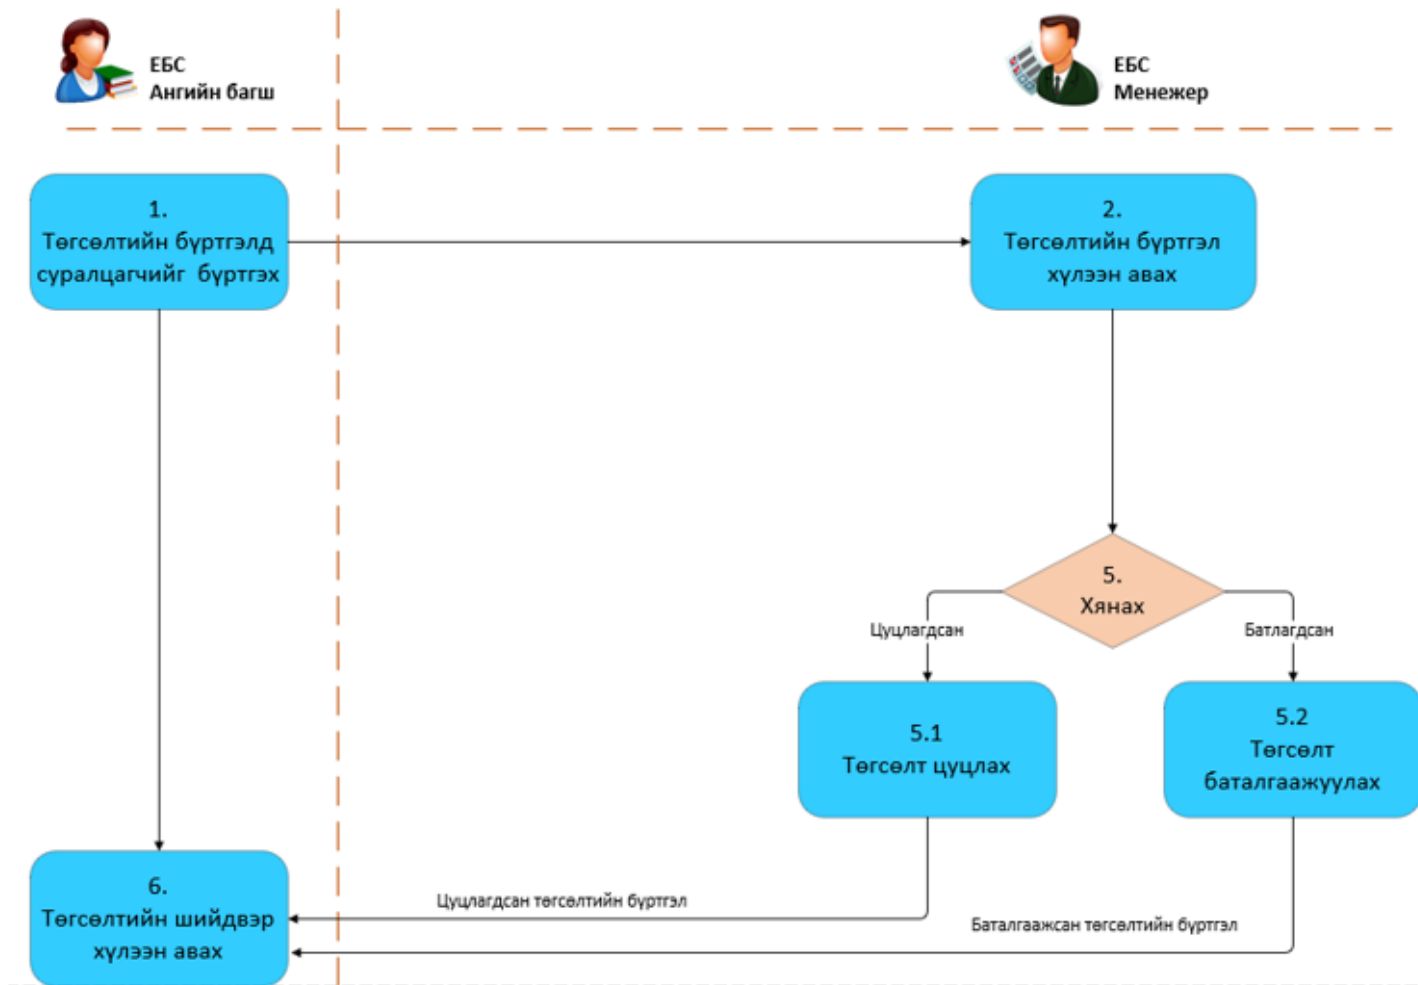 ЕБС
Ангийн багш
ЕБС
Менежер
1.
Төгсөлтийн бүртгэлд
суралцагчийг бүртгэх
2.
Төгсөлтийн бүртгэл
хүлээн авах
5.
Хянах
Цуцлагдсан
Батлагдсан
5.1
Төгсөлт цуцлах
5.2
Төгсөлт
баталгаажуулах
6.
Төгсөлтийн шийдвэр
хүлээн авах
Цуцлагдсан төгсөлтийн бүртгэл
Баталгаажсан төгсөлтийн бүртгэл